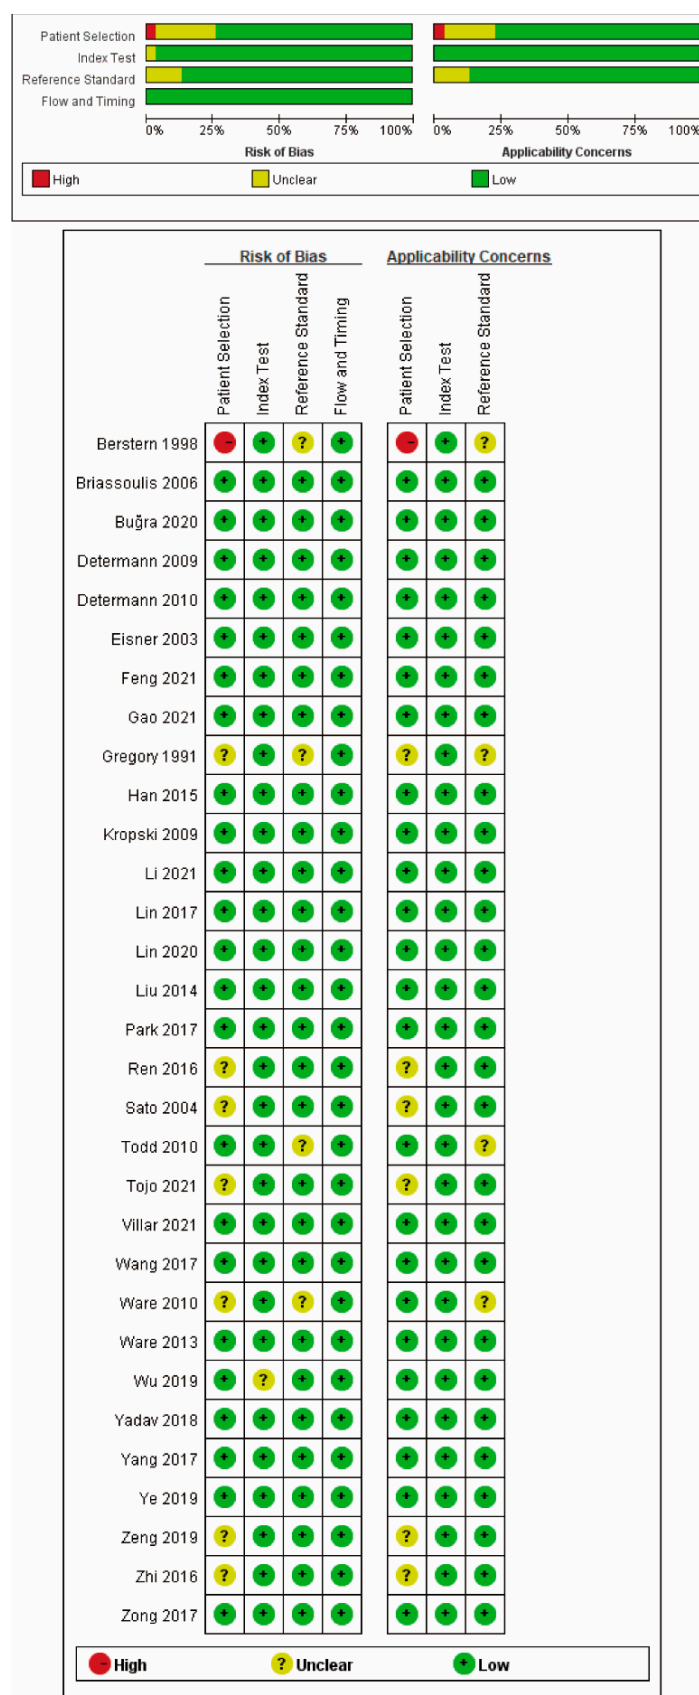 Patient Selection
Index Test
Reference Standard
Flow and Timing
0% 25% 50% 75% 100% 0% 25% 50% 75% 100%
Risk of Bias Applicability Concerns
High Unclear Low
Risk of Bias Applicability Concerns
Patient Selection
Index Test
Reference Standard
Flow and Timing
Patient Selection
Index Test
Reference Standard
Berstern 1998 - + ? + - + ?
Briassoulis 2006 + + + + + + +
Buğra 2020 + + + + + + +
Determann 2009 + + + + + + +
Determann 2010 + + + + + + +
Eisner 2003 + + + + + + +
Feng 2021 + + + + + + +
Gao 2021 + + + + + + +
Gregory 1991 ? + ? + ? + ?
Han 2015 + + + + + + +
Kropski 2009 + + + + + + +
Li 2021 + + + + + + +
Lin 2017 + + + + + + +
Lin 2020 + + + + + + +
Liu 2014 + + + + + + +
Park 2017 + + + + + + +
Ren 2016 ? + + + ? + +
Sato 2004 ? + + + ? + +
Todd 2010 + + ? + + + ?
Tojo 2021 ? + + + ? + +
Villar 2021 + + + + + + +
Wang 2017 + + + + + + +
Ware 2010 ? + ? + + + ?
Ware 2013 + + + + + + +
Wu 2019 + ? + + + + +
Yadav 2018 + + + + + + +
Yang 2017 + + + + + + +
Ye 2019 + + + + + + +
Zeng 2019 ? + + + ? + +
Zhi 2016 ? + + + ? + +
Zong 2017 + + + + + + +
- High ? Unclear + Low